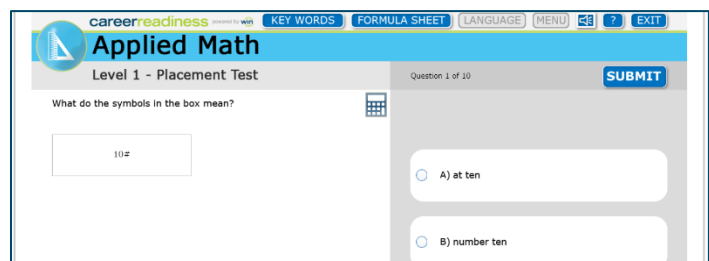 careerreadiness powered by win KEY WORDS FORMULA SHEET LANGUAGE MENU ? EXIT
Applied Math
Level 1 - Placement Test
Question 1 of 10
SUBMIT
What do the symbols in the box mean?
10#
A) at ten
B) number ten